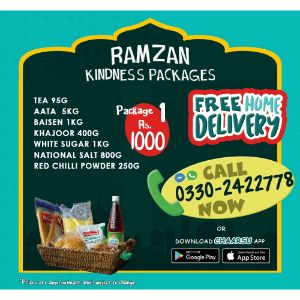 RAMZAN
KINDNESS PACKAGES
TEA 95G
AATA 5KG
BAISEN 1KG
KHAJOOR 400G
WHITE SUGAR 1KG
NATIONAL SALT 800G
RED CHILLI POWDER 250G
Package 1
Rs.
1000
FREE HOME
DELIVERY
CALL
0330-2422778
NOW
OR
DOWNLOAD CHAARSU APP
Google Play
App Store